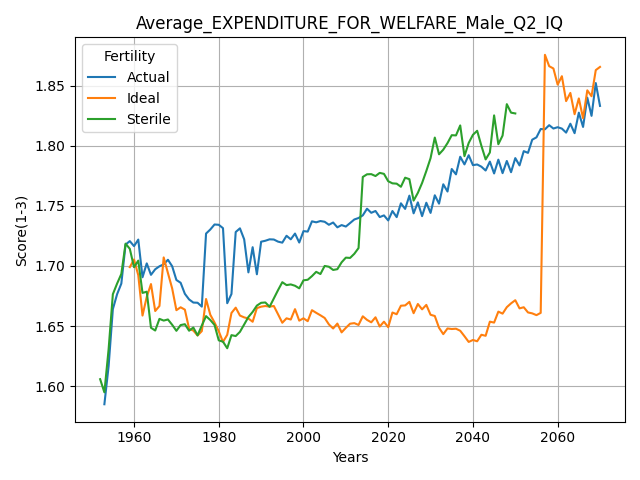 Average_EXPENDITURE_FOR_WELFARE_Male_Q2_IQ
Fertility
Actual
Ideal
Sterile
Score(1-3)
1.85
1.80
1.75
1.70
1.65
1.60
1960 1980 2000 2020 2040 2060
Years